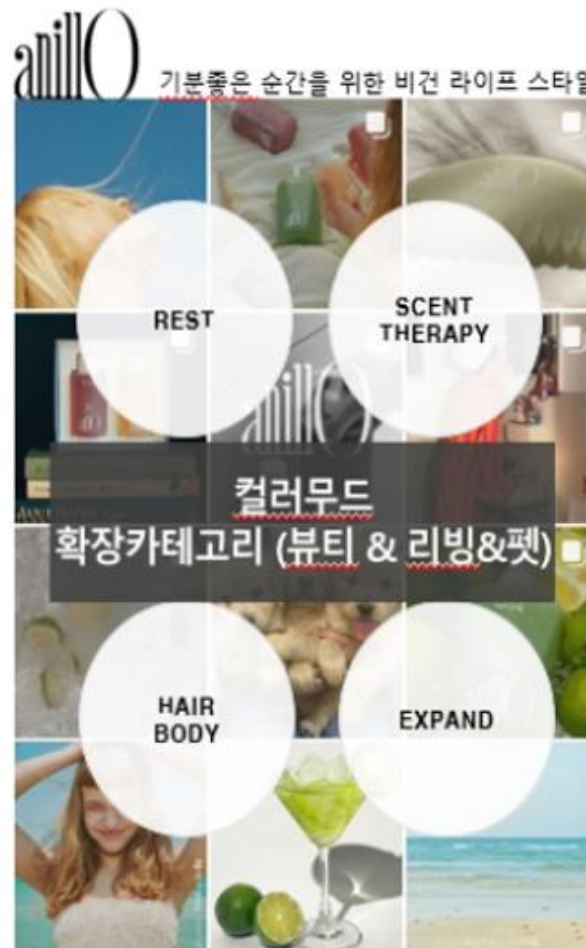 anillO
기분좋은 순간을 위한 비건 라이프 스타일
REST
SCENT
THERAPY
anillO
컬러무드
확장카테고리 (뷰티 & 리빙&펫)
HAIR
BODY
EXPAND